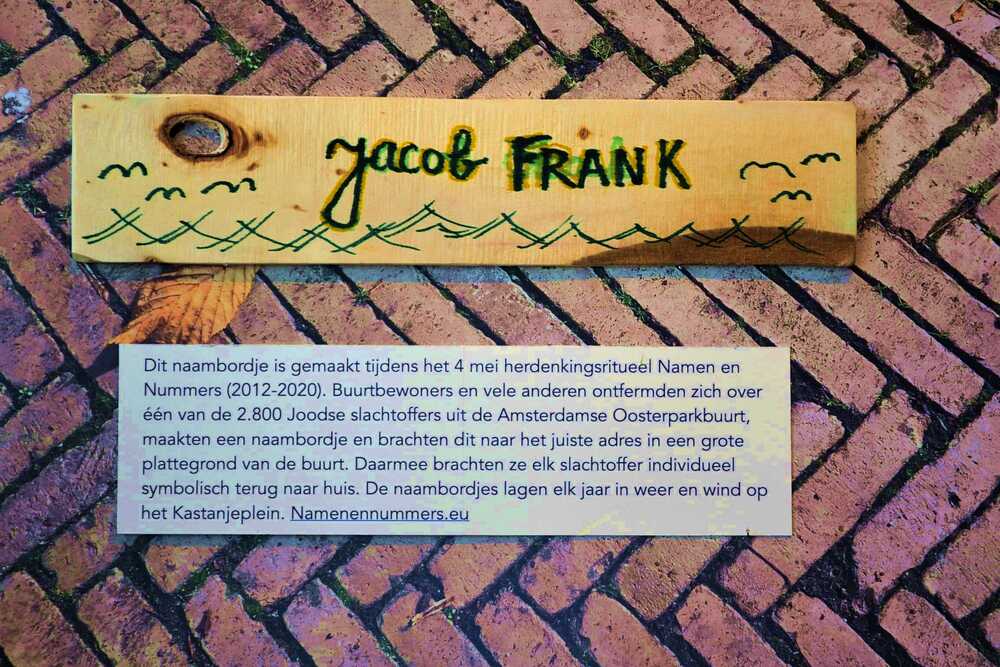 Jacob FRANK
Dit naambordje is gemaakt tijdens het 4 mei herdenkingsritueel Namen en
Nummers (2012-2020). Buurtbewoners en vele anderen ontfermden zich over
één van de 2.800 Joodse slachtoffers uit de Amsterdamse Oosterparkbuurt,
maakten een naambordje en brachten dit naar het juiste adres in een grote
plattegrond van de buurt. Daarmee brachten ze elk slachtoffer individueel
symbolisch terug naar huis. De naambordjes lagen elk jaar in weer en wind op
het Kastanjeplein. Namenennummers.eu